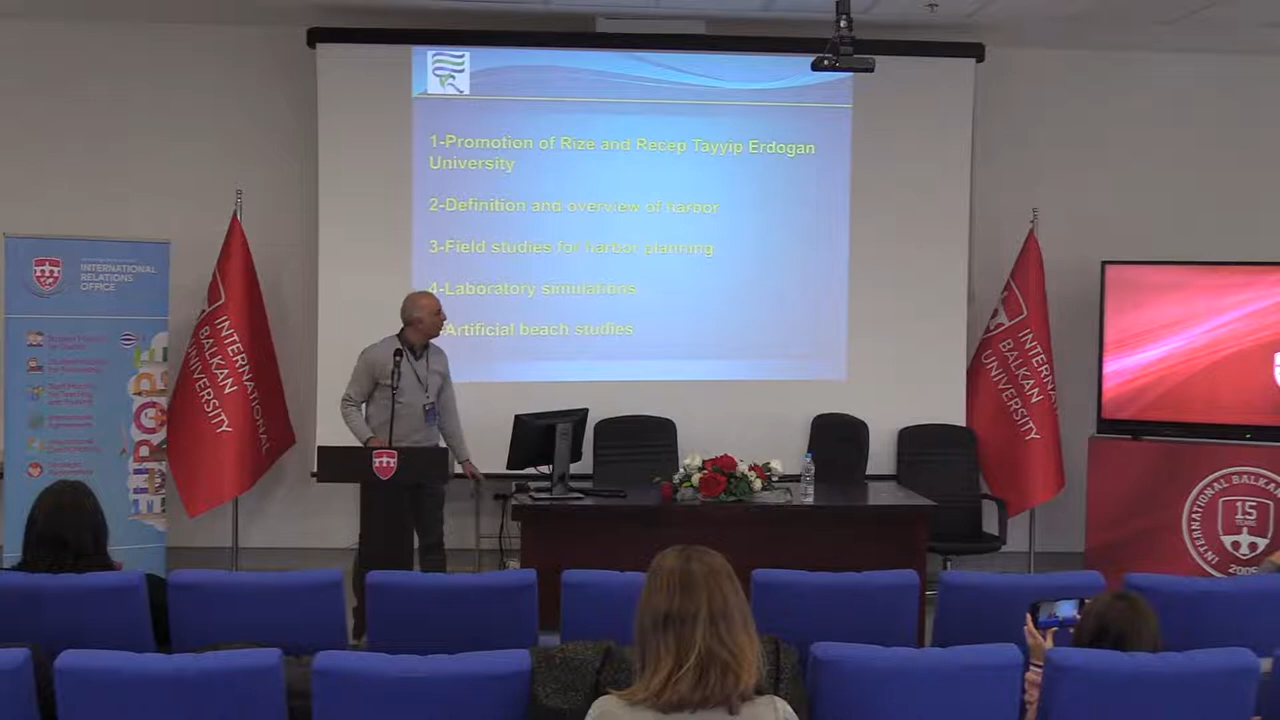 1-Promotion of Rize and Recep Tayyip Erdogan
University
2-Definition and overview of harbor
3-Field studies for harbor planning
4-Laboratory simulations
Artificial beach studies
INTERNATIONAL
RELATIONS
OFFICE
INTERNATIONAL
BALKAN
UNIVERSITY
INTERNATIONAL
BALKAN
UNIVERSITY
INTERNATIONAL BALKA
15
YEARS
2006